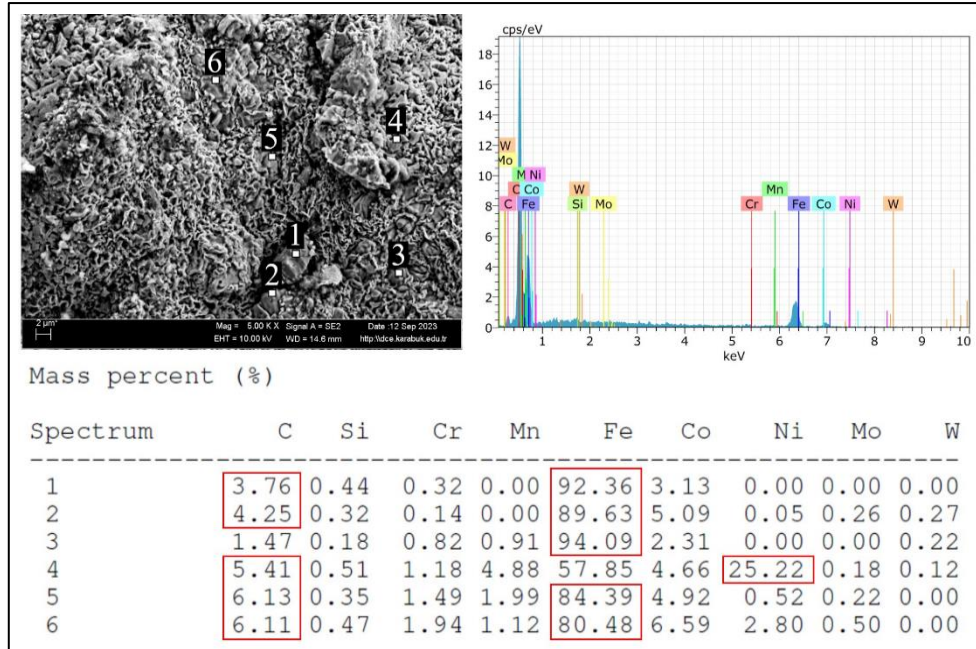 6
5
4
1
2
3
2 µm*
Mag = 5.00 K X Signal A = SE2 Date :12 Sep 2023
EHT = 10.00 kV WD = 14.6 mm http\\dce.karabuk.edu.tr
cps/eV
18
16
14
12
10
8
6
4
2
0
W
Mo
Ni
C Co
C Fe
W
Si Mo
Mn
Cr Fe Co Ni W
1 2 3 4 5 6 7 8 9 10
keV
Mass percent (%)
Spectrum C Si Cr Mn Fe Co Ni Mo W
1 3.76 0.44 0.32 0.00 92.36 3.13 0.00 0.00 0.00
2 4.25 0.32 0.14 0.00 89.63 5.09 0.05 0.26 0.27
3 1.47 0.18 0.82 0.91 94.09 2.31 0.00 0.00 0.22
4 5.41 0.51 1.18 4.88 57.85 4.66 25.22 0.18 0.12
5 6.13 0.35 1.49 1.99 84.39 4.92 0.52 0.22 0.00
6 6.11 0.47 1.94 1.12 80.48 6.59 2.80 0.50 0.00